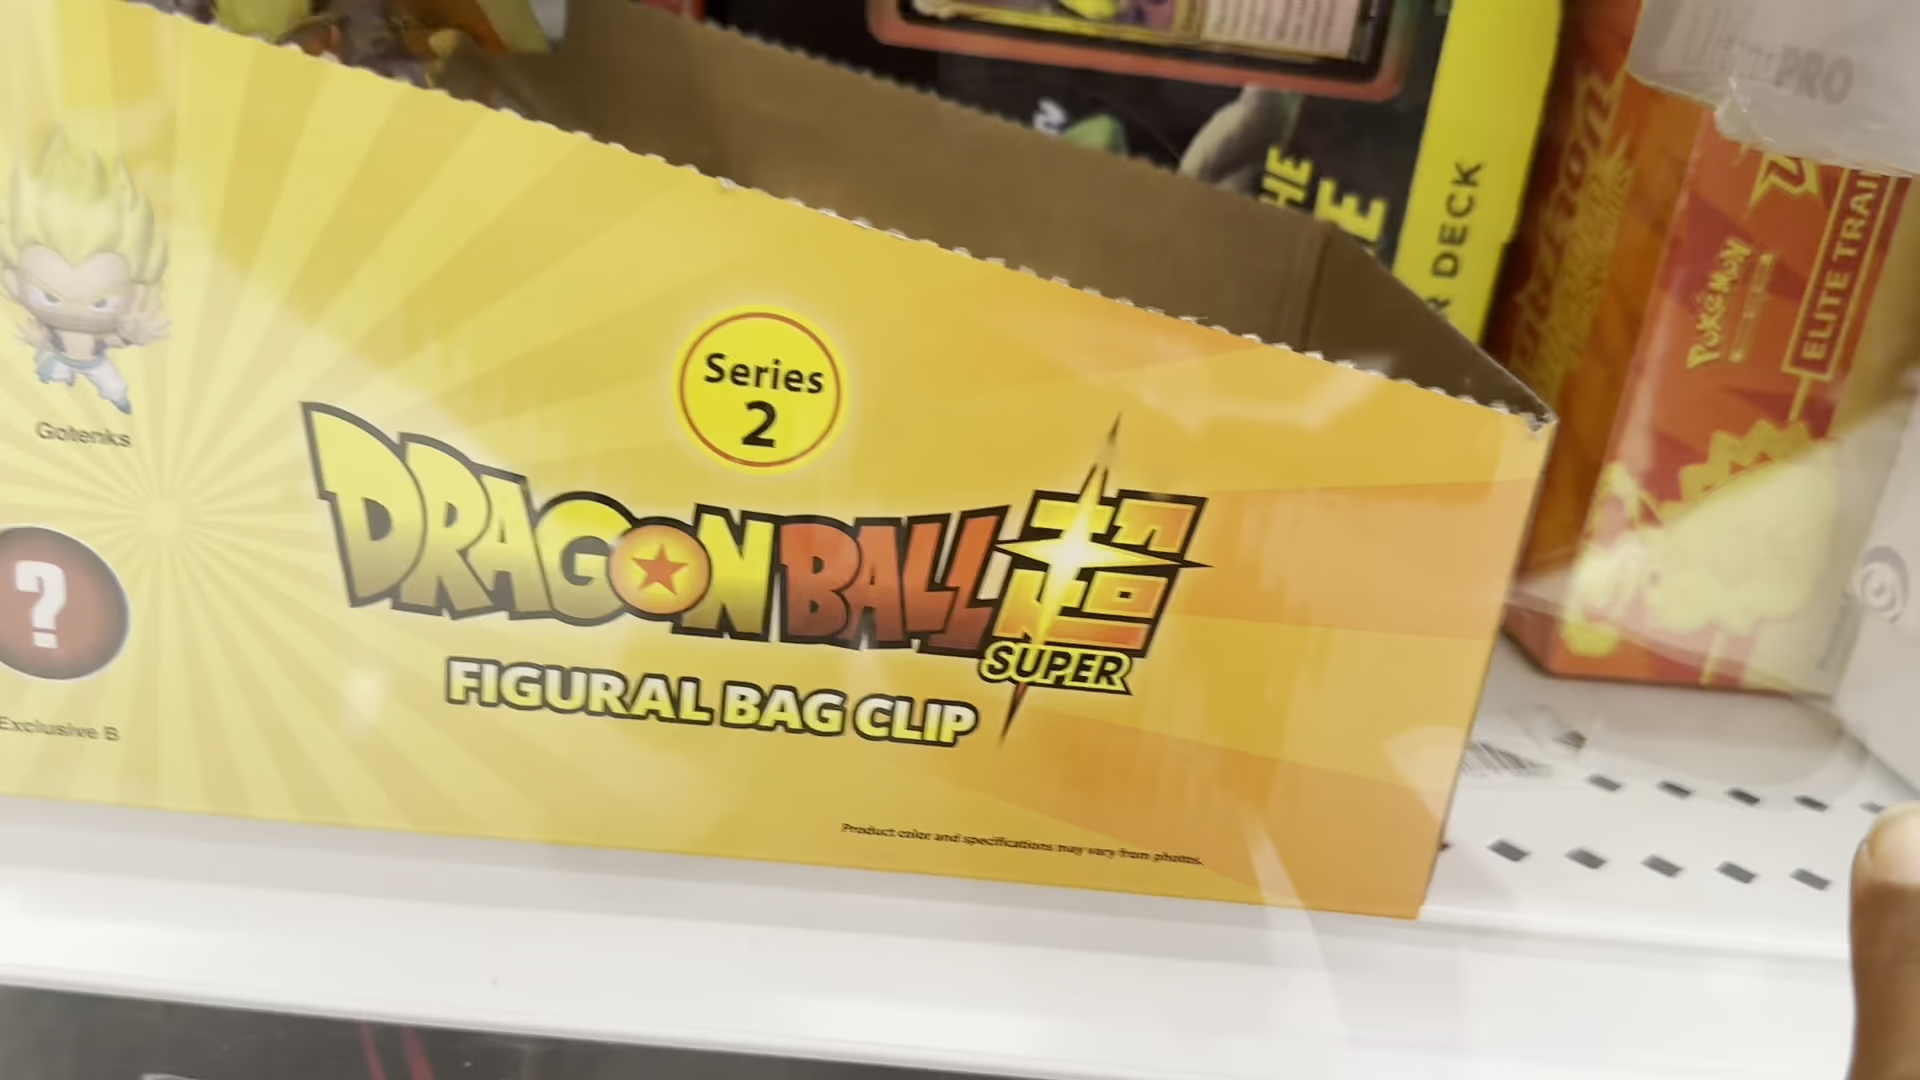 Gotenks
Exclusive B
Series
2
DRAGON BALL 超
SUPER
FIGURAL BAG CLIP
Product color and specifications may vary from photos.
HE
E
R DECK
POKÉMON
ELITE TRAI
PRO